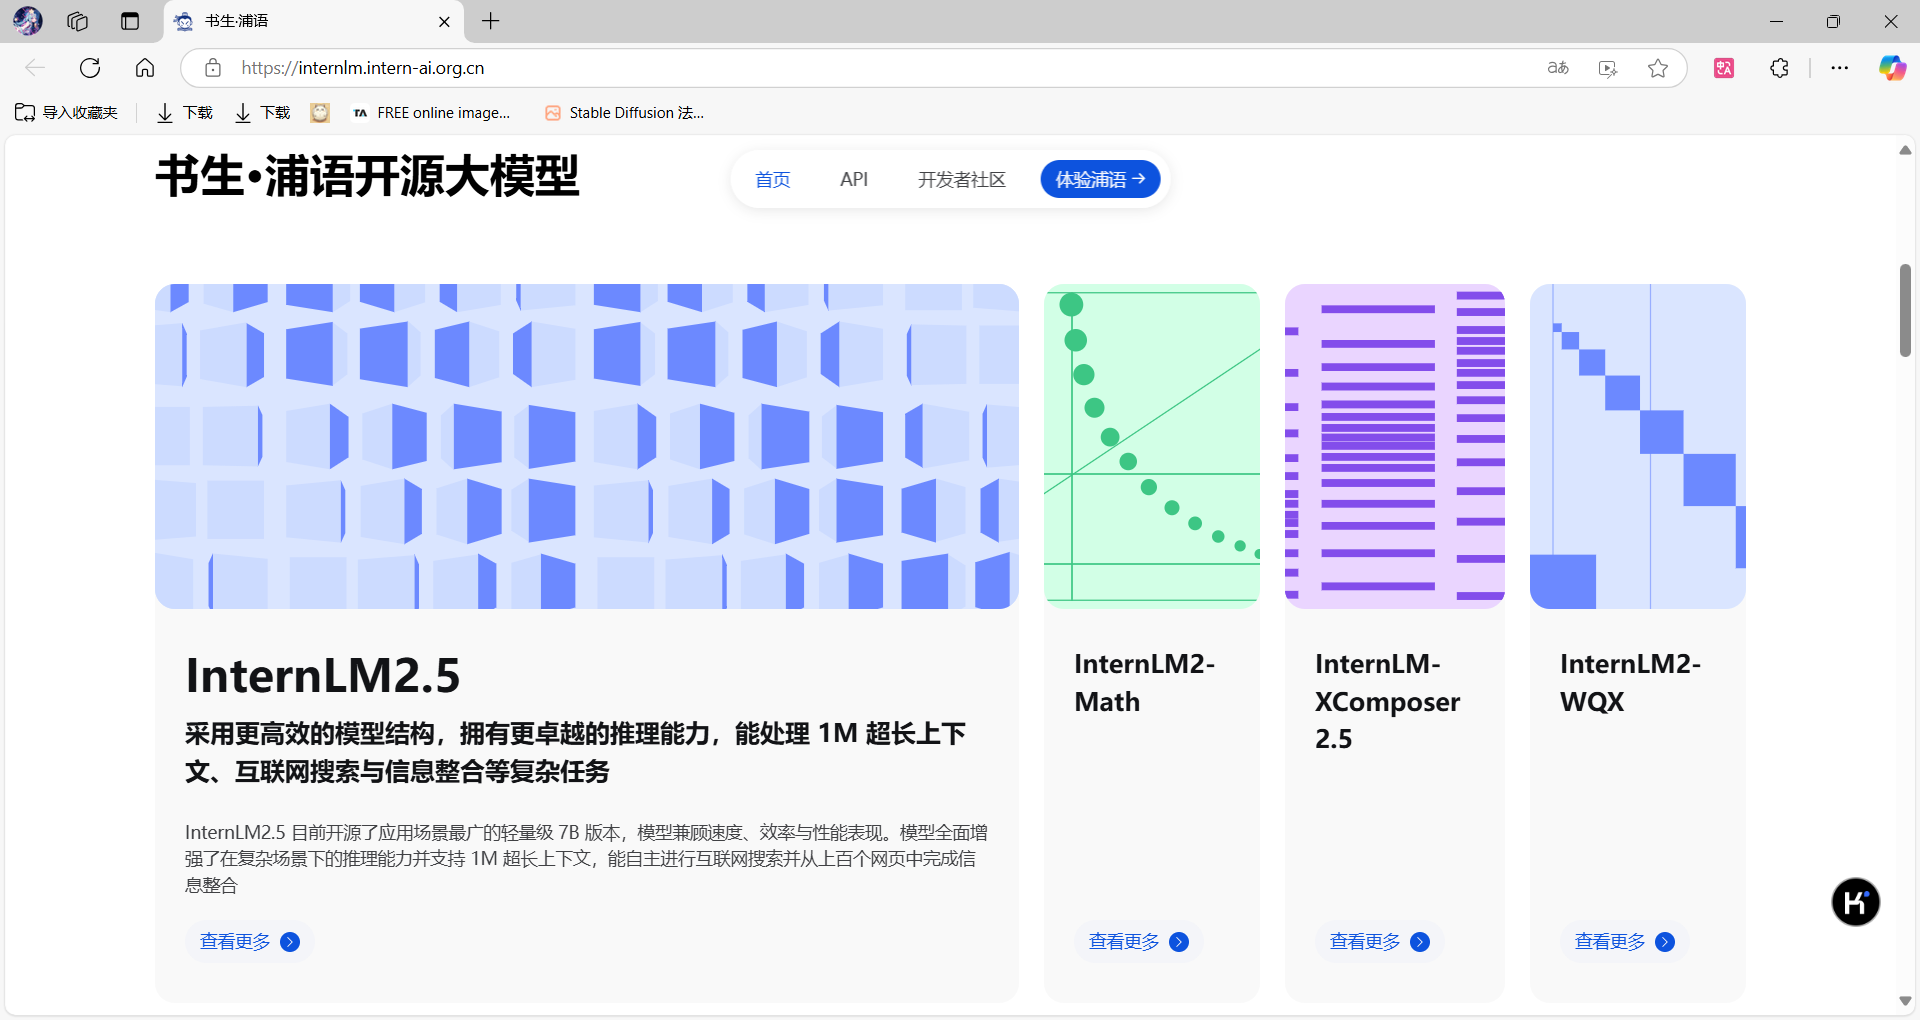 书生·浦语
https://internlm.intern-ai.org.cn
导入收藏夹
下载
下载
TA
FREE online image...
Stable Diffusion 法...
书生·浦语开源大模型
首页
API
开发者社区
体验浦语
InternLM2.5
采用更高效的模型结构，拥有更卓越的推理能力，能处理 1M 超长上下
文、互联网搜索与信息整合等复杂任务
InternLM2.5 目前开源了应用场景最广的轻量级 7B 版本，模型兼顾速度、效率与性能表现。模型全面增
强了在复杂场景下的推理能力并支持 1M 超长上下文，能自主进行互联网搜索并从上百个网页中完成信
息整合
查看更多
InternLM2-
Math
查看更多
InternLM-
XComposer
2.5
查看更多
InternLM2-
WQX
查看更多
K